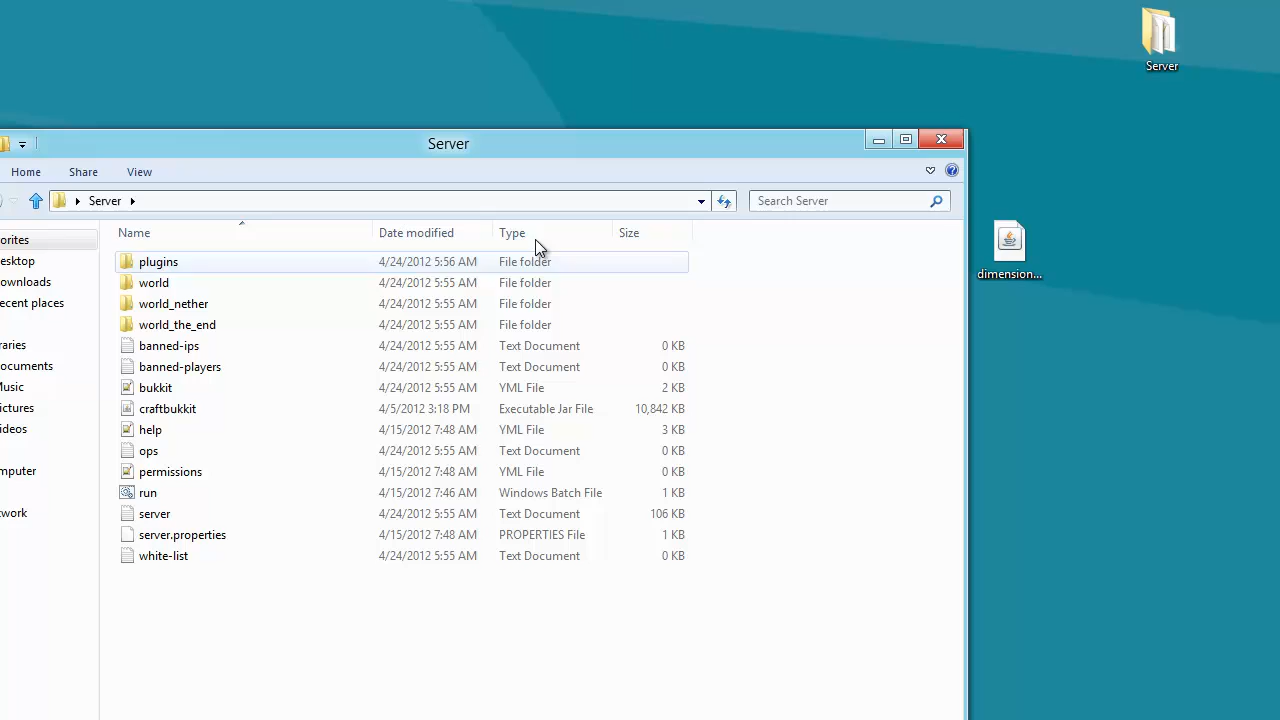 Server
Server
Home Share View
Server
Search Server
Name Date modified Type Size
plugins 4/24/2012 5:56 AM File folder
world 4/24/2012 5:55 AM File folder
world_nether 4/24/2012 5:55 AM File folder
world_the_end 4/24/2012 5:55 AM File folder
banned-ips 4/24/2012 5:55 AM Text Document 0 KB
banned-players 4/24/2012 5:55 AM Text Document 0 KB
bukkit 4/24/2012 5:55 AM YML File 2 KB
craftbukkit 4/5/2012 3:18 PM Executable Jar File 10,842 KB
help 4/15/2012 7:48 AM YML File 3 KB
ops 4/24/2012 5:55 AM Text Document 0 KB
permissions 4/15/2012 7:48 AM YML File 0 KB
run 4/15/2012 7:46 AM Windows Batch File 1 KB
server 4/24/2012 5:55 AM Text Document 106 KB
server.properties 4/15/2012 7:48 AM PROPERTIES File 1 KB
white-list 4/24/2012 5:55 AM Text Document 0 KB
orites
esktop
ownloads
ecent places
raries
ocuments
Music
ictures
ideos
mputer
twork
dimension...